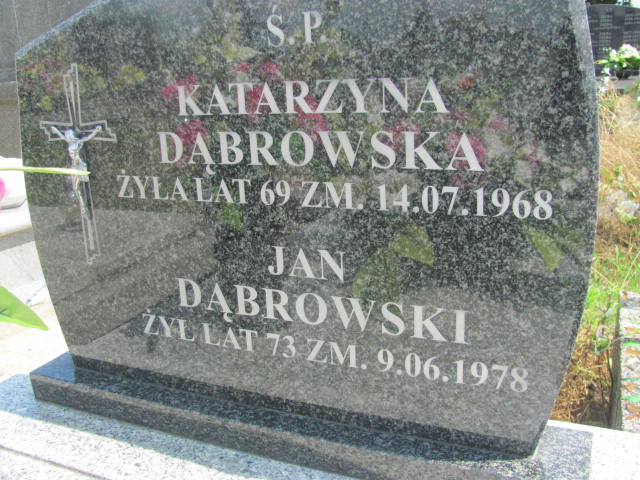 Ś.P.
KATARZYNA
DĄBROWSKA
ŻYŁA LAT 69 ZM. 14.07.1968
JAN
DĄBROWSKI
ŻYŁ LAT 73 ZM. 9.06.1978